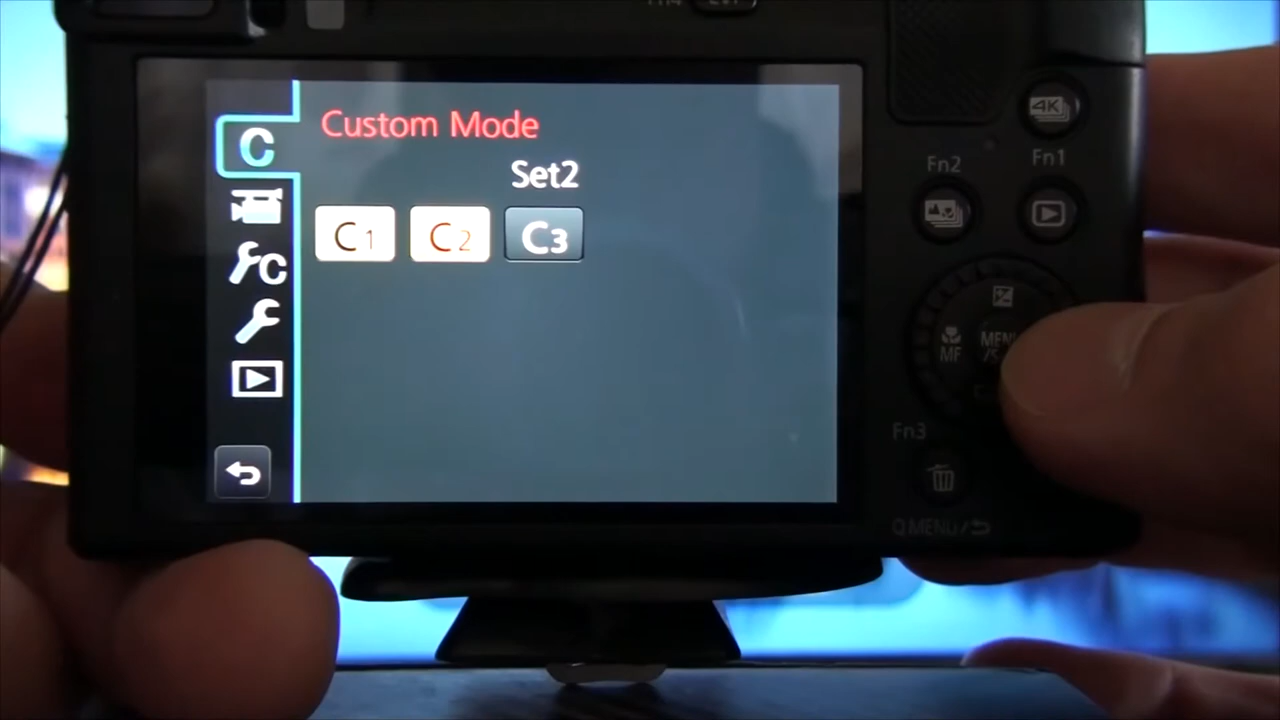 C
Custom Mode
Set2
C1 C2 C3
C
4K
Fn2
Fn1
MF
Fn3
Q.MENU/